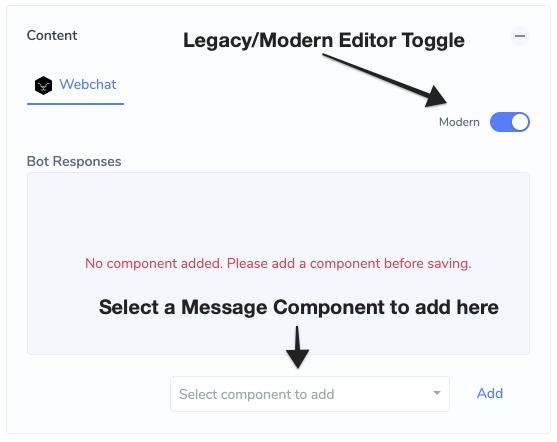 Content
Legacy/Modern Editor Toggle
Webchat
Modern
Bot Responses
No component added. Please add a component before saving.
Select a Message Component to add here
Select component to add
Add